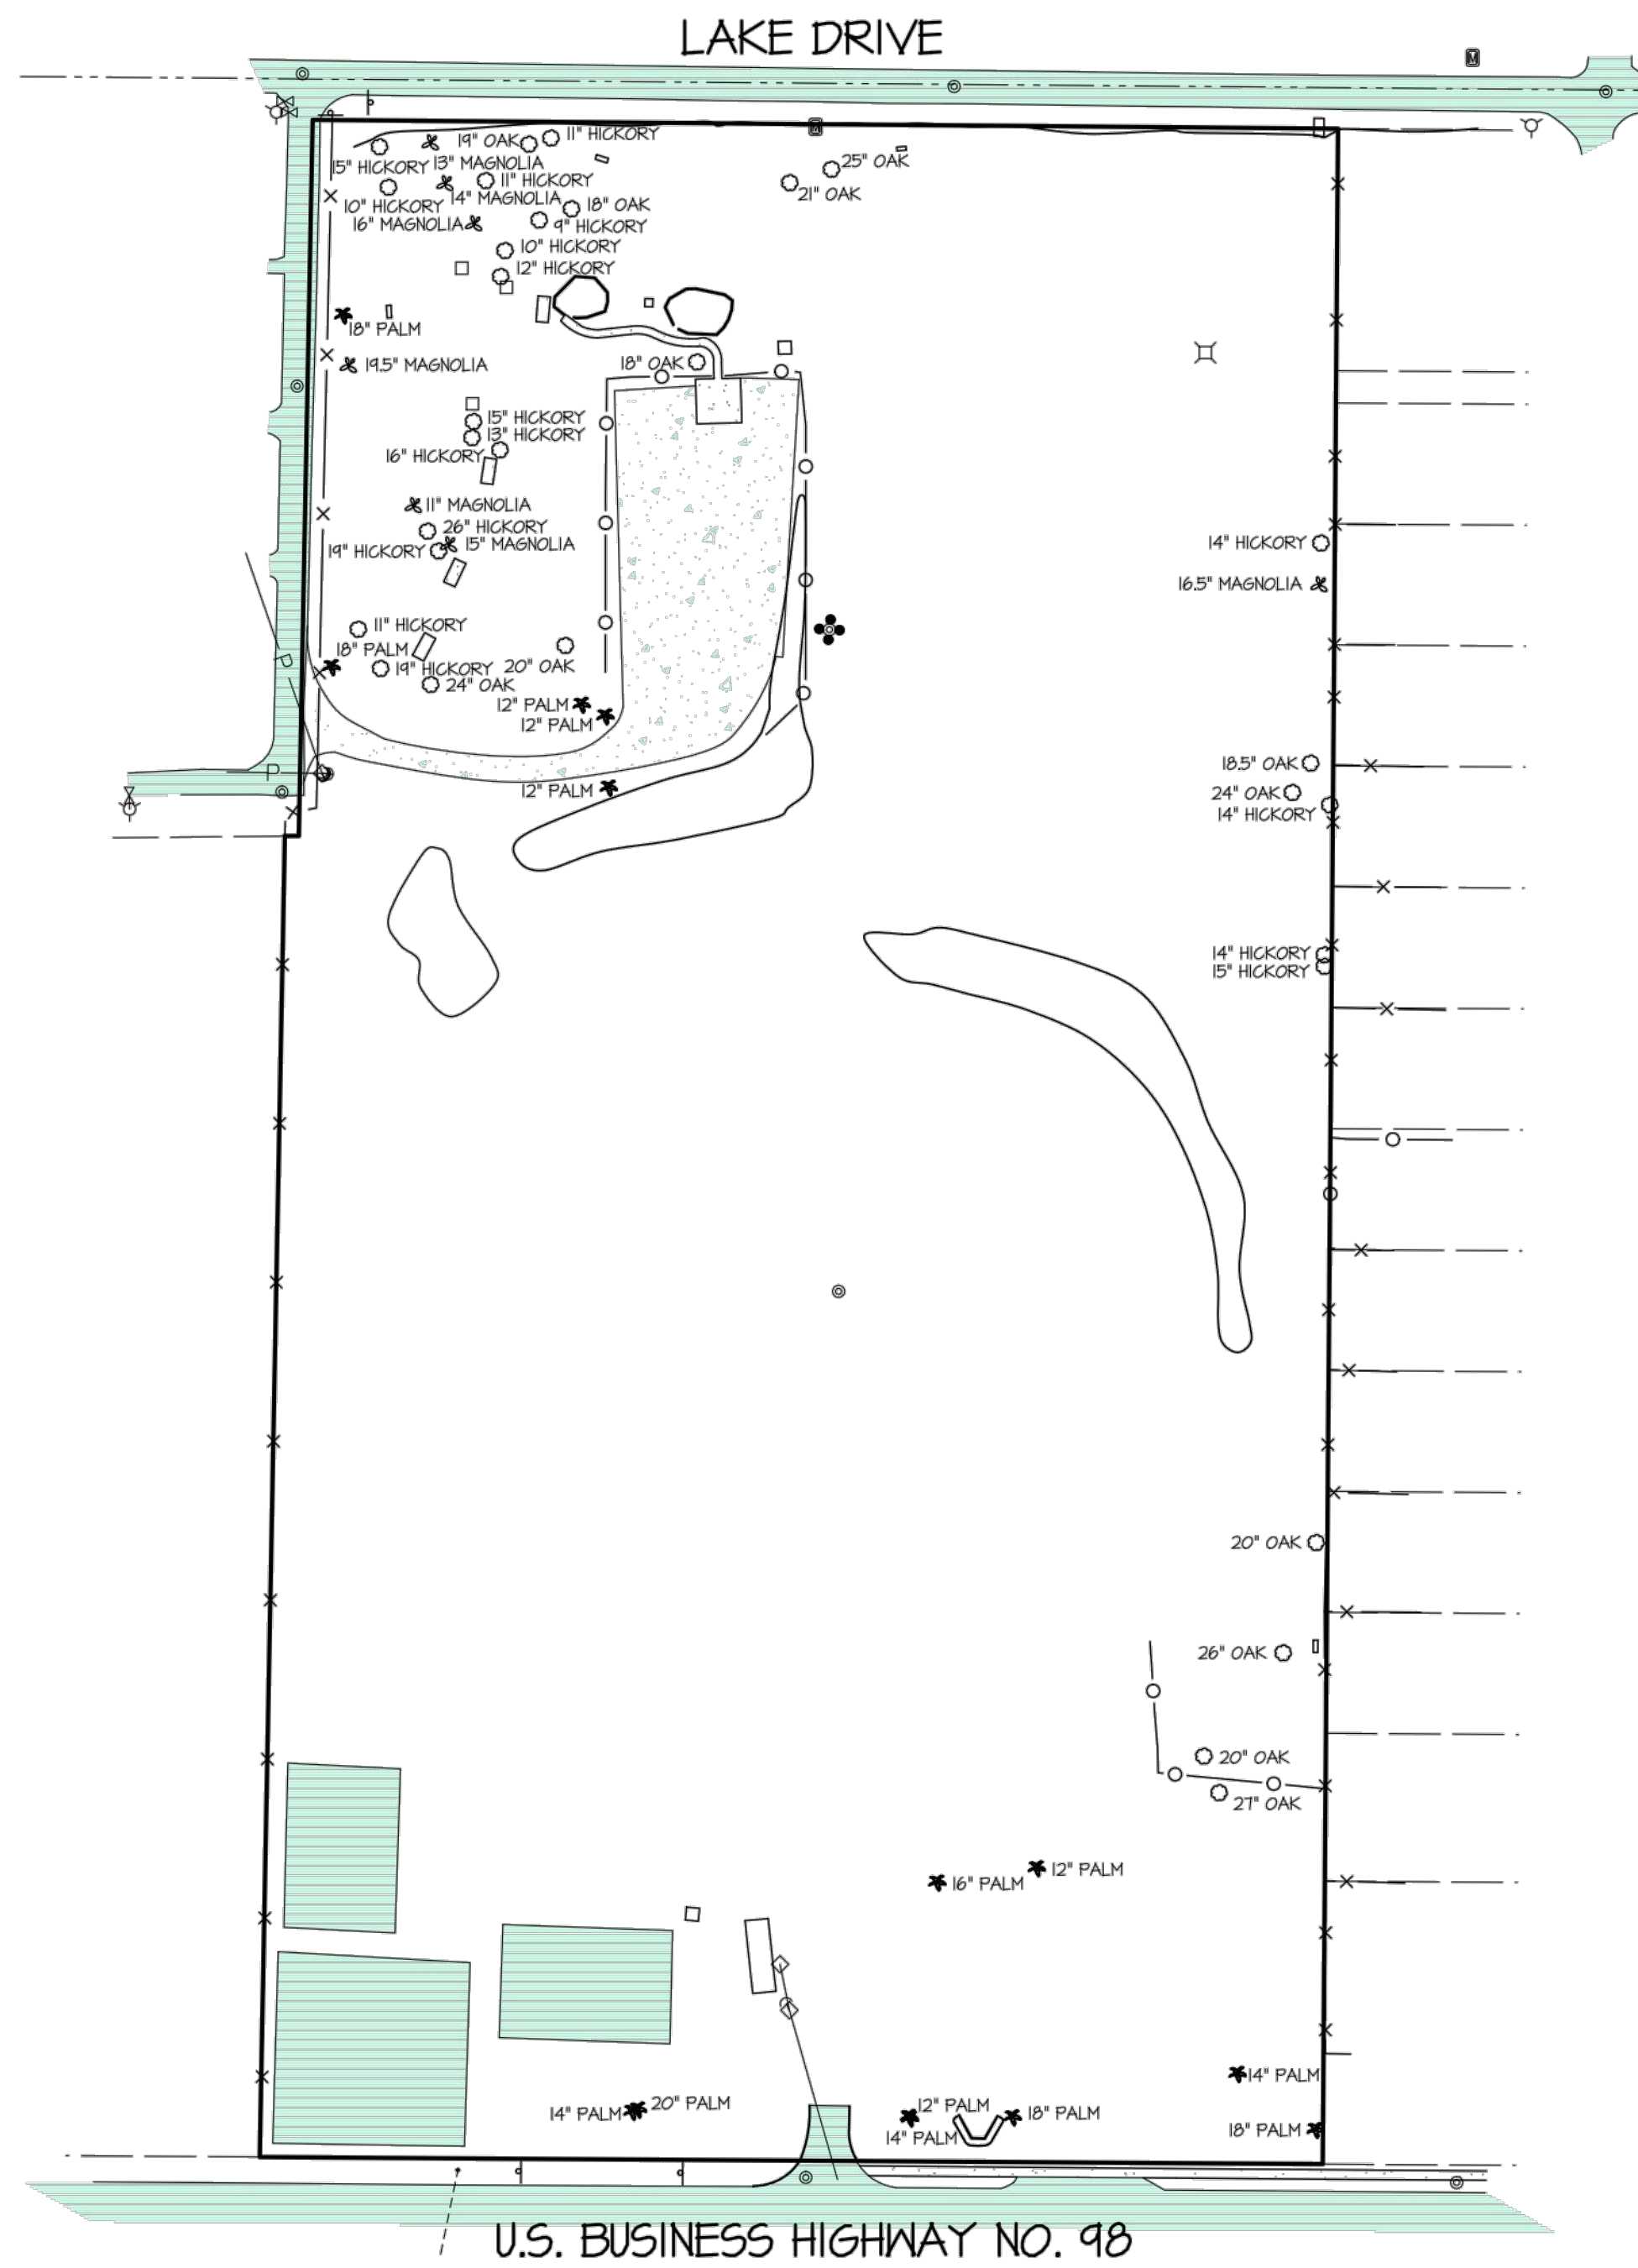 LAKE DRIVE
19" OAK
11" HICKORY
15" HICKORY
13" MAGNOLIA
25" OAK
11" HICKORY
21" OAK
14" MAGNOLIA
10" HICKORY
18" OAK
16" MAGNOLIA
9" HICKORY
10" HICKORY
12" HICKORY
18" PALM
18" OAK
19.5" MAGNOLIA
15" HICKORY
13" HICKORY
16" HICKORY
11" MAGNOLIA
26" HICKORY
15" MAGNOLIA
19" HICKORY
14" HICKORY
16.5" MAGNOLIA
11" HICKORY
18" PALM
19" HICKORY
20" OAK
24" OAK
12" PALM
12" PALM
P
P
18.5" OAK
12" PALM
24" OAK
14" HICKORY
14" HICKORY
15" HICKORY
20" OAK
26" OAK
20" OAK
27" OAK
12" PALM
16" PALM
14" PALM
20" PALM
14" PALM
12" PALM
18" PALM
14" PALM
18" PALM
U.S. BUSINESS HIGHWAY NO. 98